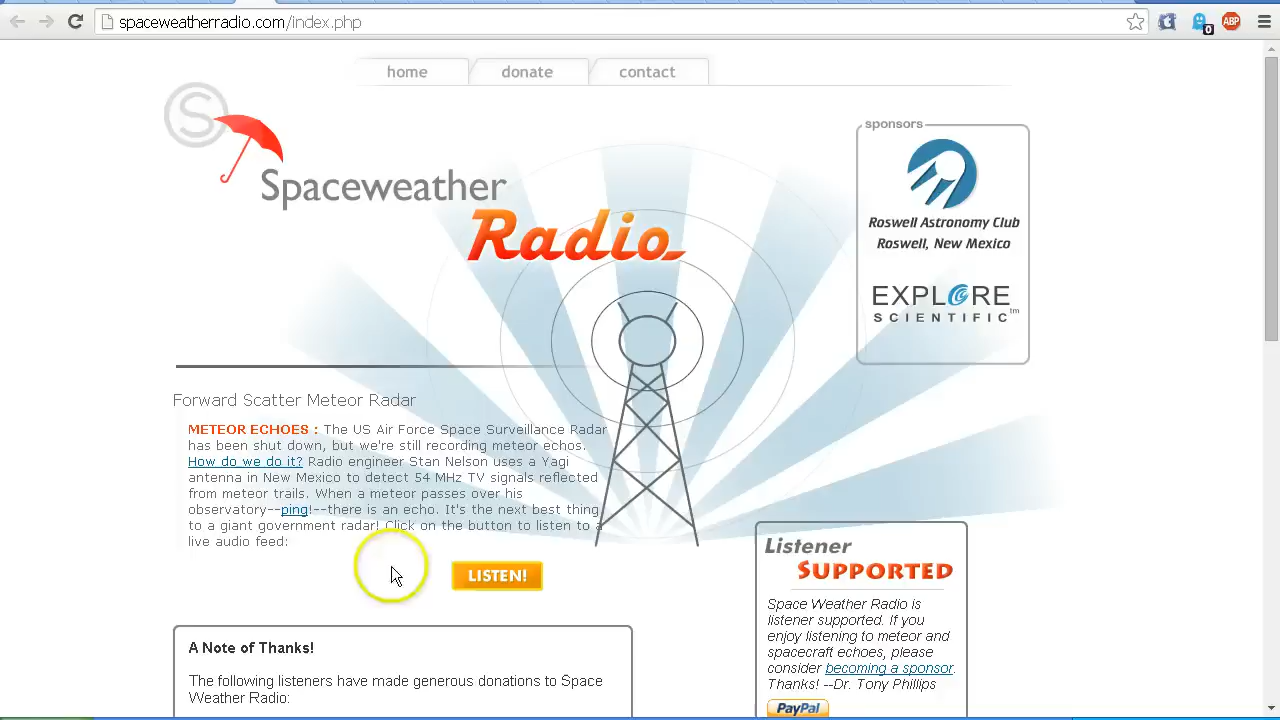 spaceweatherradio.com/index.php
0
ABP
home
donate
contact
S
Spaceweather
Radio
sponsors
Roswell Astronomy Club
Roswell, New Mexico
EXPLORE
SCIENTIFIC™
Forward Scatter Meteor Radar
METEOR ECHOES : The US Air Force Space Surveillance Radar
has been shut down, but we're still recording meteor echos.
How do we do it? Radio engineer Stan Nelson uses a Yagi
antenna in New Mexico to detect 54 MHz TV signals reflected
from meteor trails. When a meteor passes over his
observatory--ping!--there is an echo. It's the next best thing
to a giant government radar! Click on the button to listen to a
live audio feed:
LISTEN!
A Note of Thanks!
The following listeners have made generous donations to Space
Weather Radio:
Listener
SUPPORTED
Space Weather Radio is
listener supported. If you
enjoy listening to meteor and
spacecraft echoes, please
consider becoming a sponsor.
Thanks! --Dr. Tony Phillips
PayPal